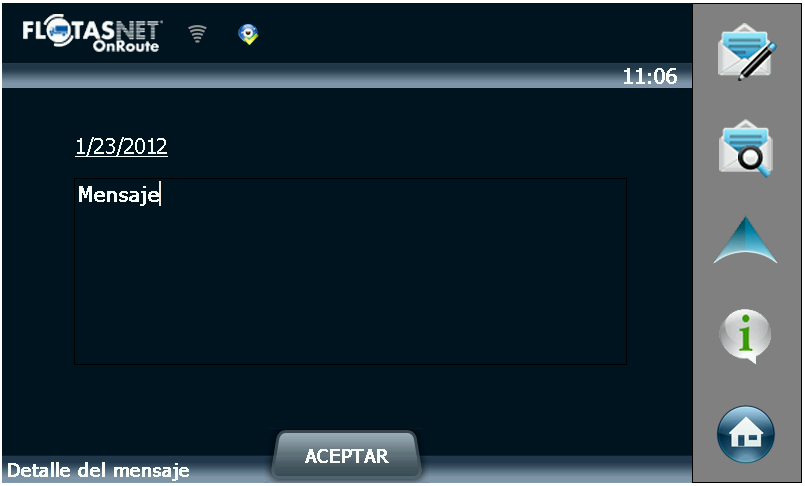 FLOTASNET
OnRoute
11:06
1/23/2012
Mensaje
ACEPTAR
Detalle del mensaje